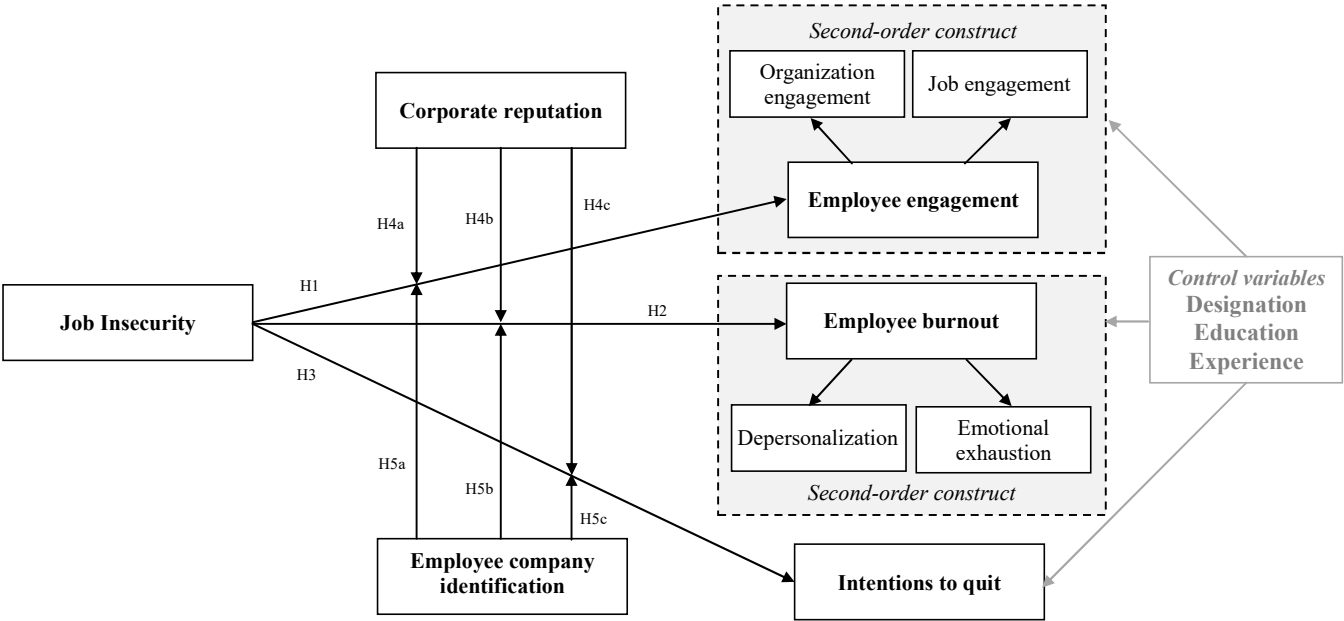 Second-order construct
Organization
engagement
Job engagement
Corporate reputation
Employee engagement
H4a
H4b
H4c
H1
Job Insecurity
H2
H3
Employee burnout
Control variables
Designation
Education
Experience
Depersonalization
Emotional
exhaustion
Second-order construct
H5a
H5b
H5c
Employee company
identification
Intentions to quit